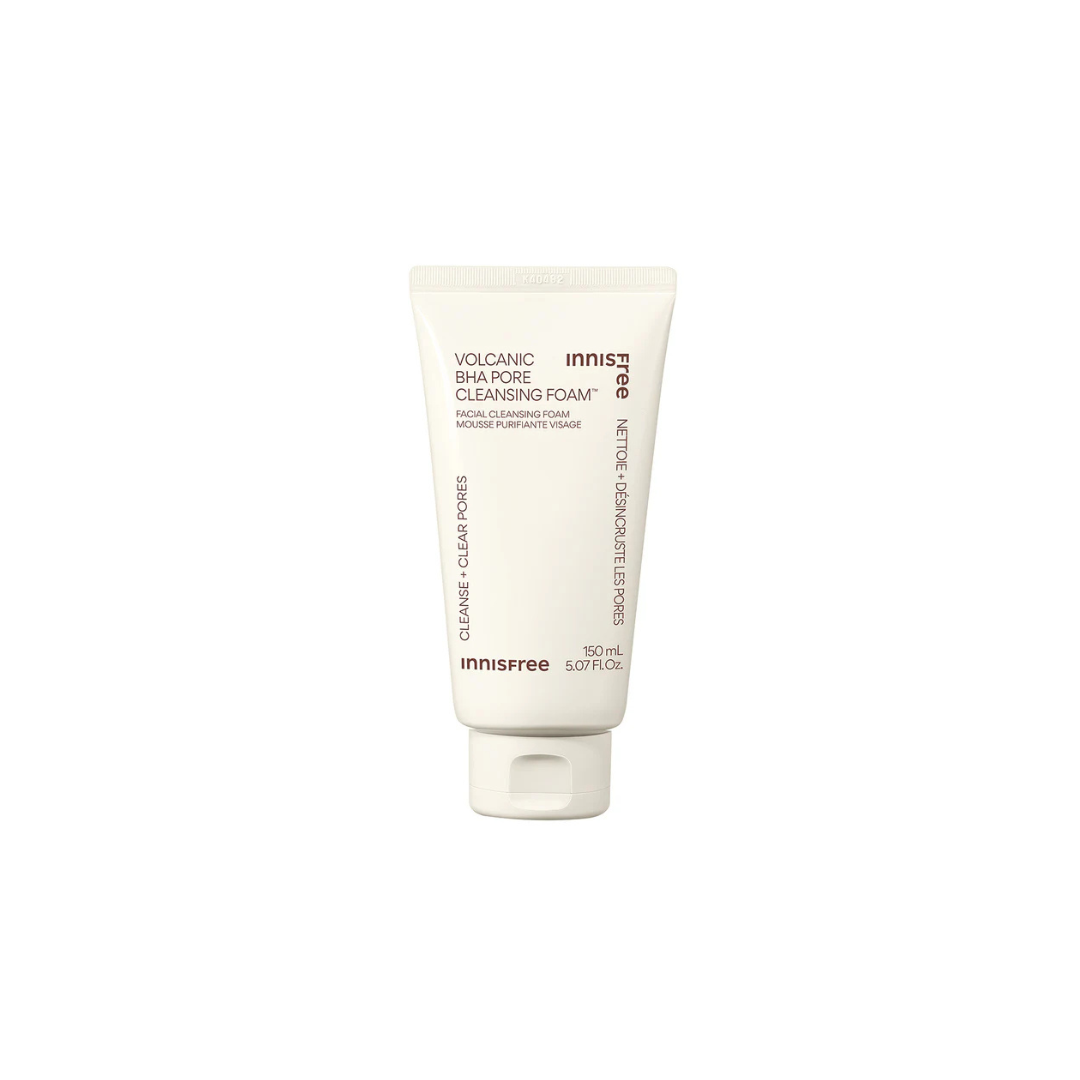 VOLCANIC
BHA PORE
CLEANSING FOAM™
FACIAL CLEANSING FOAM
MOUSSE PURIFIANTE VISAGE
INNISFree
NETTOIE + DÉSINCRUSTE LES PORES
CLEANSE + CLEAR PORES
INNISFree
150 mL
5.07 Fl.Oz.